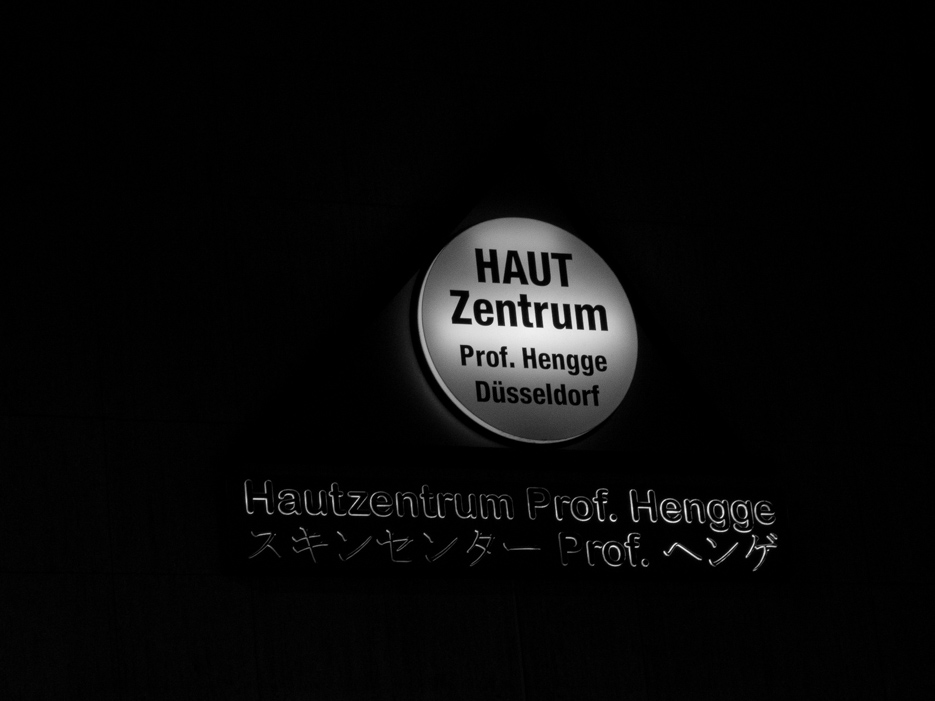 HAUT
Zentrum
Prof. Hengge
Düsseldorf
Hautzentrum Prof. Hengge
スキンセンター Prof. ヘンゲ